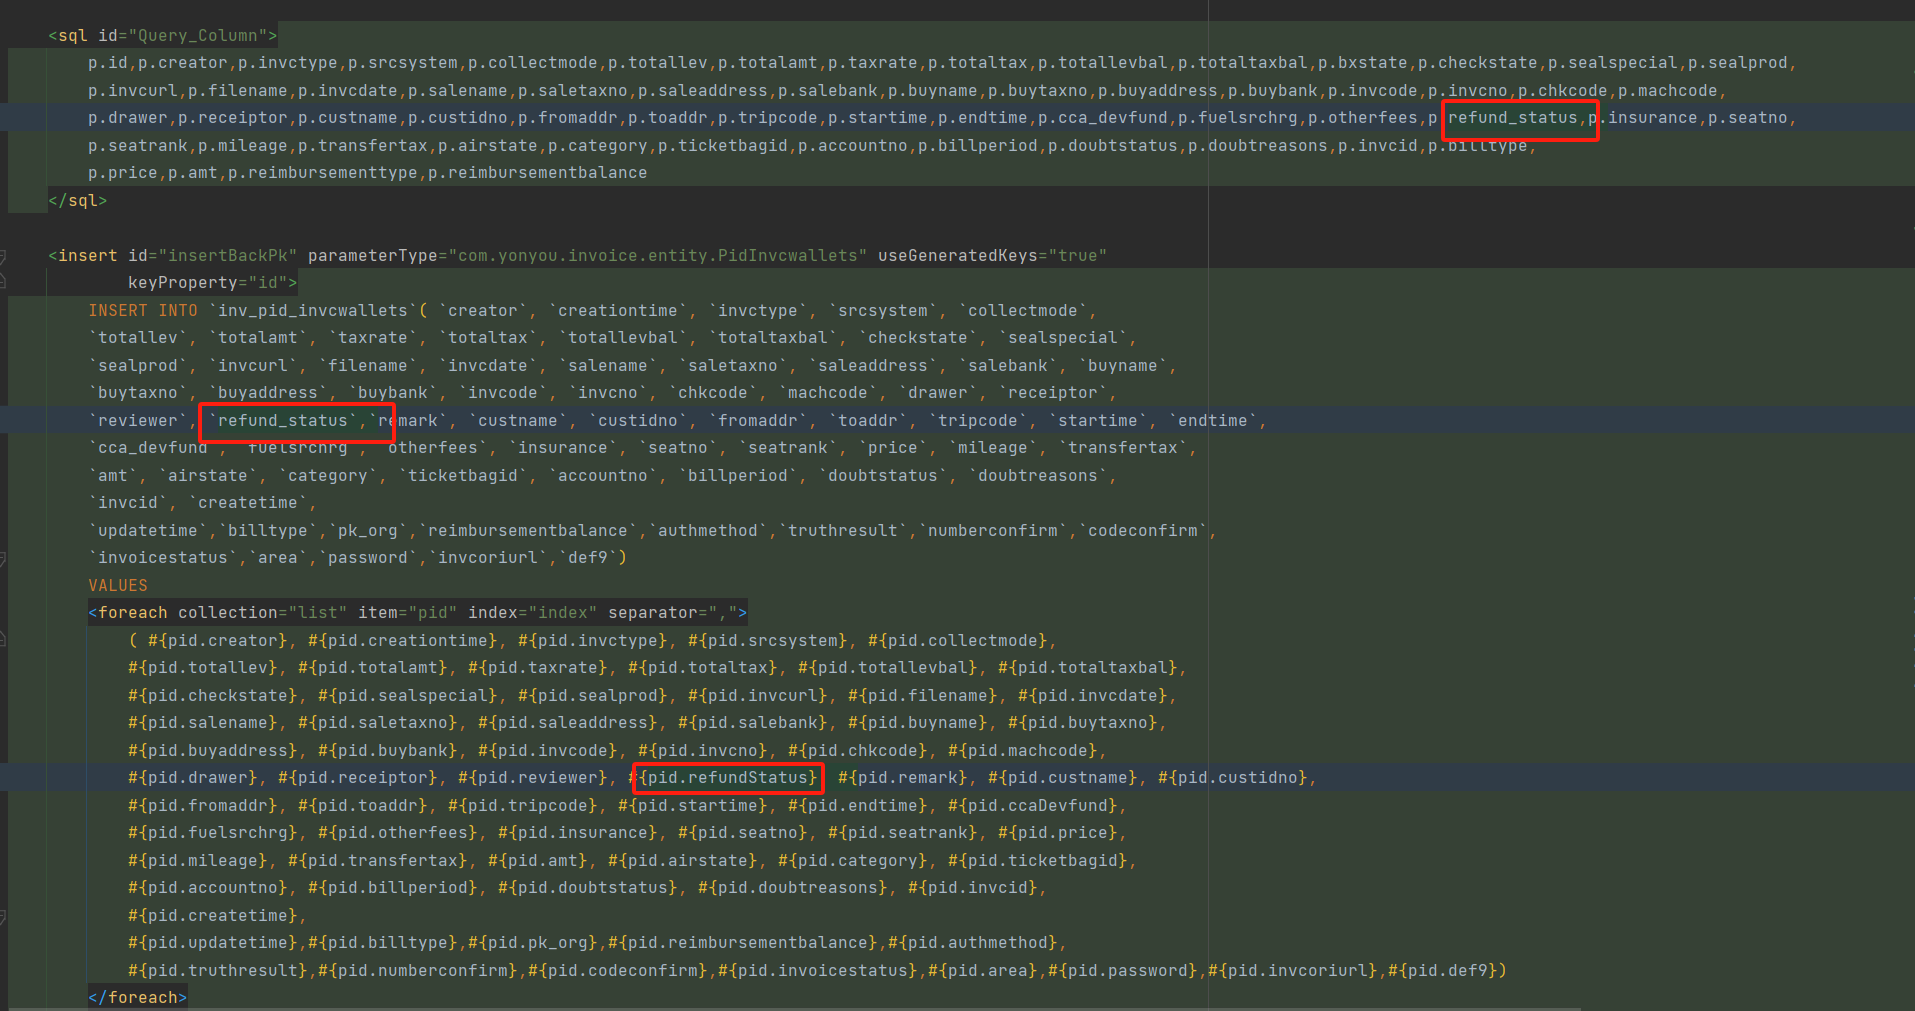 <sql id="Query_Column">
p.id,p.creator,p.invctype,p.srcsystem,p.collectmode,p.totallev,p.totalamt,p.taxrate,p.totaltax,p.totallevbal,p.totaltaxbal,p.bxstate,p.checkstate,p.sealspecial,p.sealprod,
p.invcurl,p.filename,p.invcdate,p.salename,p.saletaxno,p.saleaddress,p.salebank,p.buyname,p.buytaxno,p.buyaddress,p.buybank,p.invcode,p.invcno,p.chkcode,p.machcode,
p.drawer,p.receiptor,p.custname,p.custidno,p.fromaddr,p.toaddr,p.tripcode,p.startime,p.endtime,p.cca_devfund,p.fuelsrchrg,p.otherfees,p.refund_status,p.insurance,p.seatno,
p.seatrank,p.mileage,p.transfertax,p.airstate,p.category,p.ticketbagid,p.accountno,p.billperiod,p.doubtstatus,p.doubtreasons,p.invcid,p.billtype,
p.price,p.amt,p.reimbursementtype,p.reimbursementbalance
</sql>
<insert id="insertBackPk" parameterType="com.yonyou.invoice.entity.PidInvcwallets" useGeneratedKeys="true"
keyProperty="id">
INSERT INTO `inv_pid_invcwallets`( `creator`, `creationtime`, `invctype`, `srcsystem`, `collectmode`,
`totallev`, `totalamt`, `taxrate`, `totaltax`, `totallevbal`, `totaltaxbal`, `checkstate`, `sealspecial`,
`sealprod`, `invcurl`, `filename`, `invcdate`, `salename`, `saletaxno`, `saleaddress`, `salebank`, `buyname`,
`buytaxno`, `buyaddress`, `buybank`, `invcode`, `invcno`, `chkcode`, `machcode`, `drawer`, `receiptor`,
`reviewer`, `refund_status`,`remark`, `custname`, `custidno`, `fromaddr`, `toaddr`, `tripcode`, `startime`, `endtime`,
`cca_devfund`, `fuelsrchrg`, `otherfees`, `insurance`, `seatno`, `seatrank`, `price`, `mileage`, `transfertax`,
`amt`, `airstate`, `category`, `ticketbagid`, `accountno`, `billperiod`, `doubtstatus`, `doubtreasons`,
`invcid`, `createtime`,
`updatetime`,`billtype`,`pk_org`,`reimbursementbalance`,`authmethod`,`truthresult`,`numberconfirm`,`codeconfirm`,
`invoicestatus`,`area`,`password`,`invcoriurl`,`def9`)
VALUES
<foreach collection="list" item="pid" index="index" separator=",">
( #{pid.creator}, #{pid.creationtime}, #{pid.invctype}, #{pid.srcsystem}, #{pid.collectmode},
#{pid.totallev}, #{pid.totalamt}, #{pid.taxrate}, #{pid.totaltax}, #{pid.totallevbal}, #{pid.totaltaxbal},
#{pid.checkstate}, #{pid.sealspecial}, #{pid.sealprod}, #{pid.invcurl}, #{pid.filename}, #{pid.invcdate},
#{pid.salename}, #{pid.saletaxno}, #{pid.saleaddress}, #{pid.salebank}, #{pid.buyname}, #{pid.buytaxno},
#{pid.buyaddress}, #{pid.buybank}, #{pid.invcode}, #{pid.invcno}, #{pid.chkcode}, #{pid.machcode},
#{pid.drawer}, #{pid.receiptor}, #{pid.reviewer}, #{pid.refundStatus}, #{pid.remark}, #{pid.custname}, #{pid.custidno},
#{pid.fromaddr}, #{pid.toaddr}, #{pid.tripcode}, #{pid.startime}, #{pid.endtime}, #{pid.ccaDevfund},
#{pid.fuelsrchrg}, #{pid.otherfees}, #{pid.insurance}, #{pid.seatno}, #{pid.seatrank}, #{pid.price},
#{pid.mileage}, #{pid.transfertax}, #{pid.amt}, #{pid.airstate}, #{pid.category}, #{pid.ticketbagid},
#{pid.accountno}, #{pid.billperiod}, #{pid.doubtstatus}, #{pid.doubtreasons}, #{pid.invcid},
#{pid.createtime},
#{pid.updatetime},#{pid.billtype},#{pid.pk_org},#{pid.reimbursementbalance},#{pid.authmethod},
#{pid.truthresult},#{pid.numberconfirm},#{pid.codeconfirm},#{pid.invoicestatus},#{pid.area},#{pid.password},#{pid.invcoriurl},#{pid.def9})
</foreach>